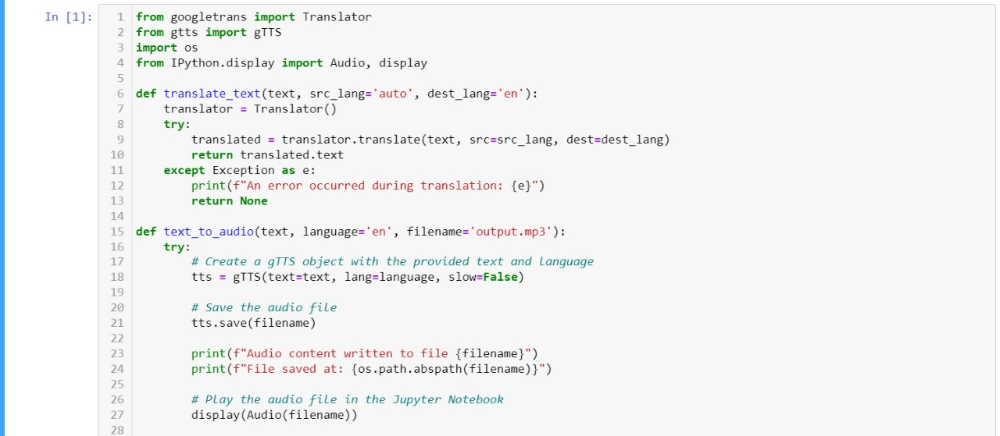 In [1]:
1 from googletrans import Translator
2 from gtts import gTTS
3 import os
4 from IPython.display import Audio, display
5
6 def translate_text(text, src_lang='auto', dest_lang='en'):
7     translator = Translator()
8     try:
9         translated = translator.translate(text, src=src_lang, dest=dest_lang)
10         return translated.text
11     except Exception as e:
12         print(f"An error occurred during translation: {e}")
13         return None
14
15 def text_to_audio(text, language='en', filename='output.mp3'):
16     try:
17         # Create a gTTS object with the provided text and language
18         tts = gTTS(text=text, lang=language, slow=False)
19
20         # Save the audio file
21         tts.save(filename)
22
23         print(f"Audio content written to file {filename}")
24         print(f"File saved at: {os.path.abspath(filename)}")
25
26         # Play the audio file in the Jupyter Notebook
27         display(Audio(filename))
28